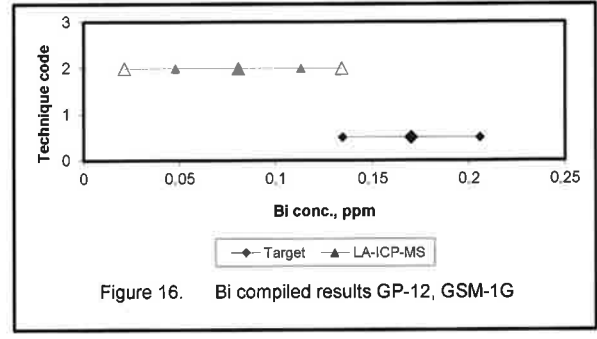 3
2
1
0
Technique code
0 0,05 0,1 0,15 0,2 0,25
Bi conc., ppm
Target LA-ICP-MS
Figure 16. Bi compiled results GP-12, GSM-1G